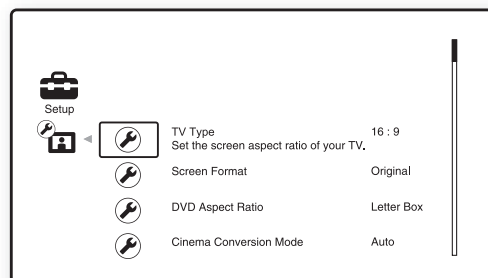 Setup
TV Type 16 : 9
Set the screen aspect ratio of your TV.
Screen Format Original
DVD Aspect Ratio Letter Box
Cinema Conversion Mode Auto